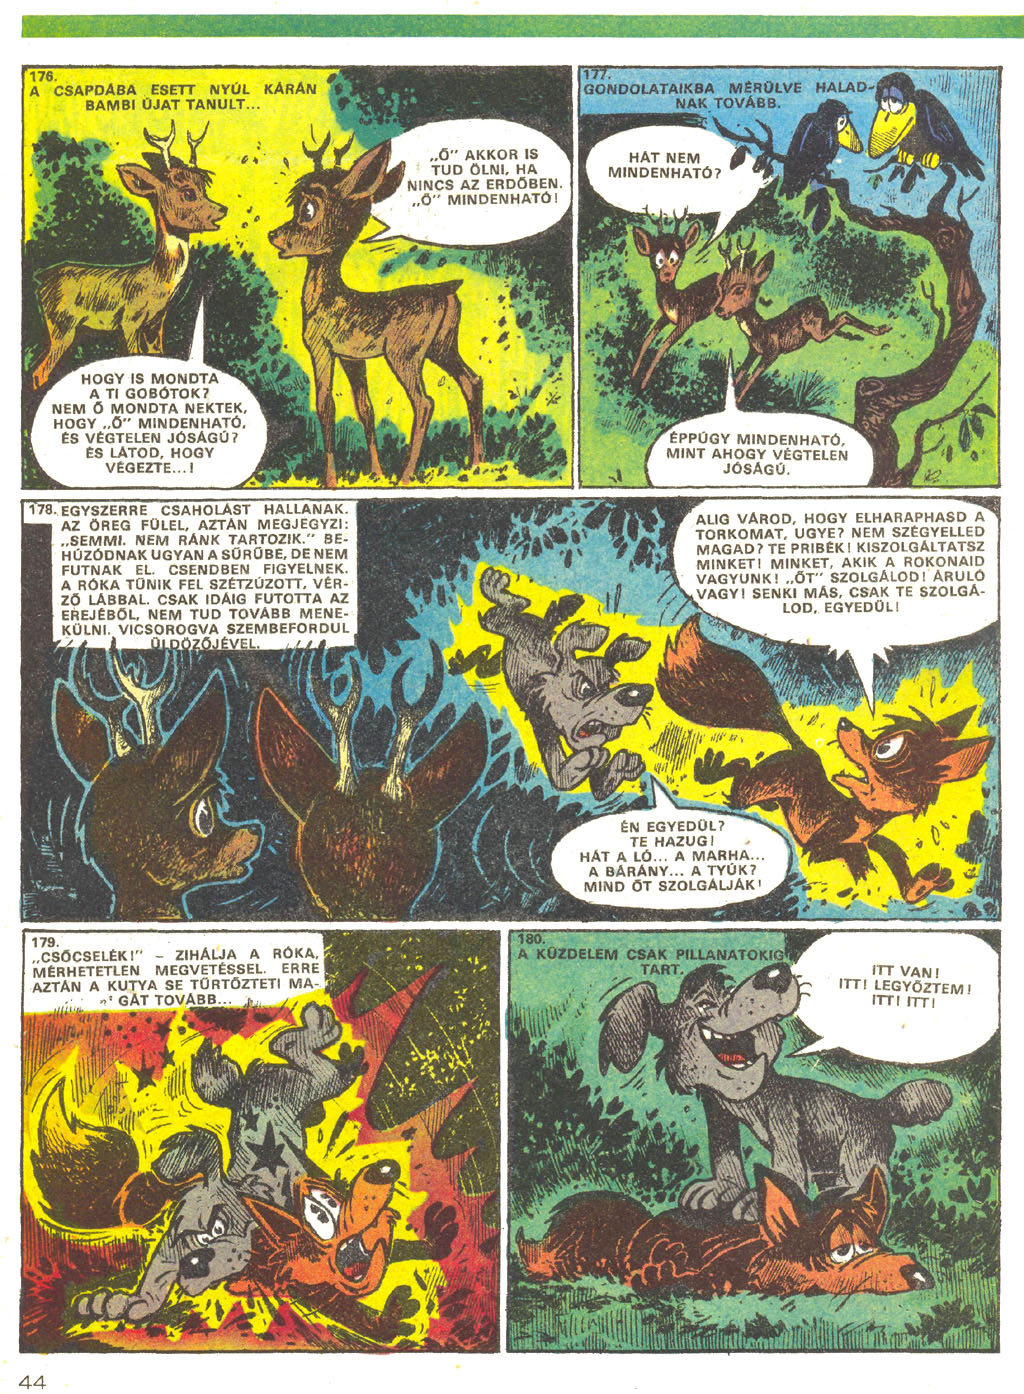 176.
A CSAPDÁBA ESETT NYÚL KÁRÁN
BAMBI ÚJAT TANULT...
„Ő” AKKOR IS
TUD ÖLNI, HA
NINCS AZ ERDŐBEN.
„Ő” MINDENHATÓ!
HOGY IS MONDTA
A TI GOBÓTOK?
NEM Ő MONDTA NEKTEK,
HOGY „Ő” MINDENHATÓ,
ÉS VÉGTELEN JÓSÁGÚ?
ÉS LÁTOD, HOGY
VÉGEZTE...!
177.
GONDOLATAIKBA MÉRÜLVE HALAD-
NAK TOVÁBB.
HÁT NEM
MINDENHATÓ?
ÉPPÚGY MINDENHATÓ,
MINT AHOGY VÉGTELEN
JÓSÁGÚ.
178. EGYSZERRE CSAHOLÁST HALLANAK.
AZ ÖREG FÜLEL, AZTÁN MEGJEGYZI:
„SEMMI. NEM RÁNK TARTOZIK.” BE-
HÚZÓDNAK UGYAN A SŰRŰBE, DE NEM
FUTNAK EL. CSENDBEN FIGYELNEK.
A RÓKA TŰNIK FEL SZÉTZÚZOTT, VÉR-
ZŐ LÁBBAL. CSAK IDÁIG FUTOTTA AZ
EREJÉBŐL, NEM TUD TOVÁBB MENE-
KÜLNI. VICSOROGVA SZEMBEFORDUL
ÜLDÖZŐJÉVEL.
ALIG VÁROD, HOGY ELHARAPHASD A
TORKOMAT, UGYE? NEM SZÉGYELLED
MAGAD? TE PRIBÉK! KISZOLGÁLTATSZ
MINKET! MINKET, AKIK A ROKONAID
VAGYUNK! „ŐT” SZOLGÁLOD! ÁRULÓ
VAGY! SENKI MÁS, CSAK TE SZOLGÁ-
LOD, EGYEDÜL!
ÉN EGYEDÜL?
TE HAZUG!
HÁT A LÓ... A MARHA...
A BÁRÁNY... A TYÚK?
MIND ŐT SZOLGÁLJÁK!
179.
„CSŐCSELÉK!” – ZIHÁLJA A RÓKA,
MÉRHETETLEN MEGVETÉSSEL. ERRE
AZTÁN A KUTYA SE TÜRTŐZTETI MA-
GÁT TOVÁBB...
180.
A KÜZDELEM CSAK PILLANATOKIG
TART.
ITT VAN!
ITT! LEGYŐZTEM!
ITT! ITT!
44